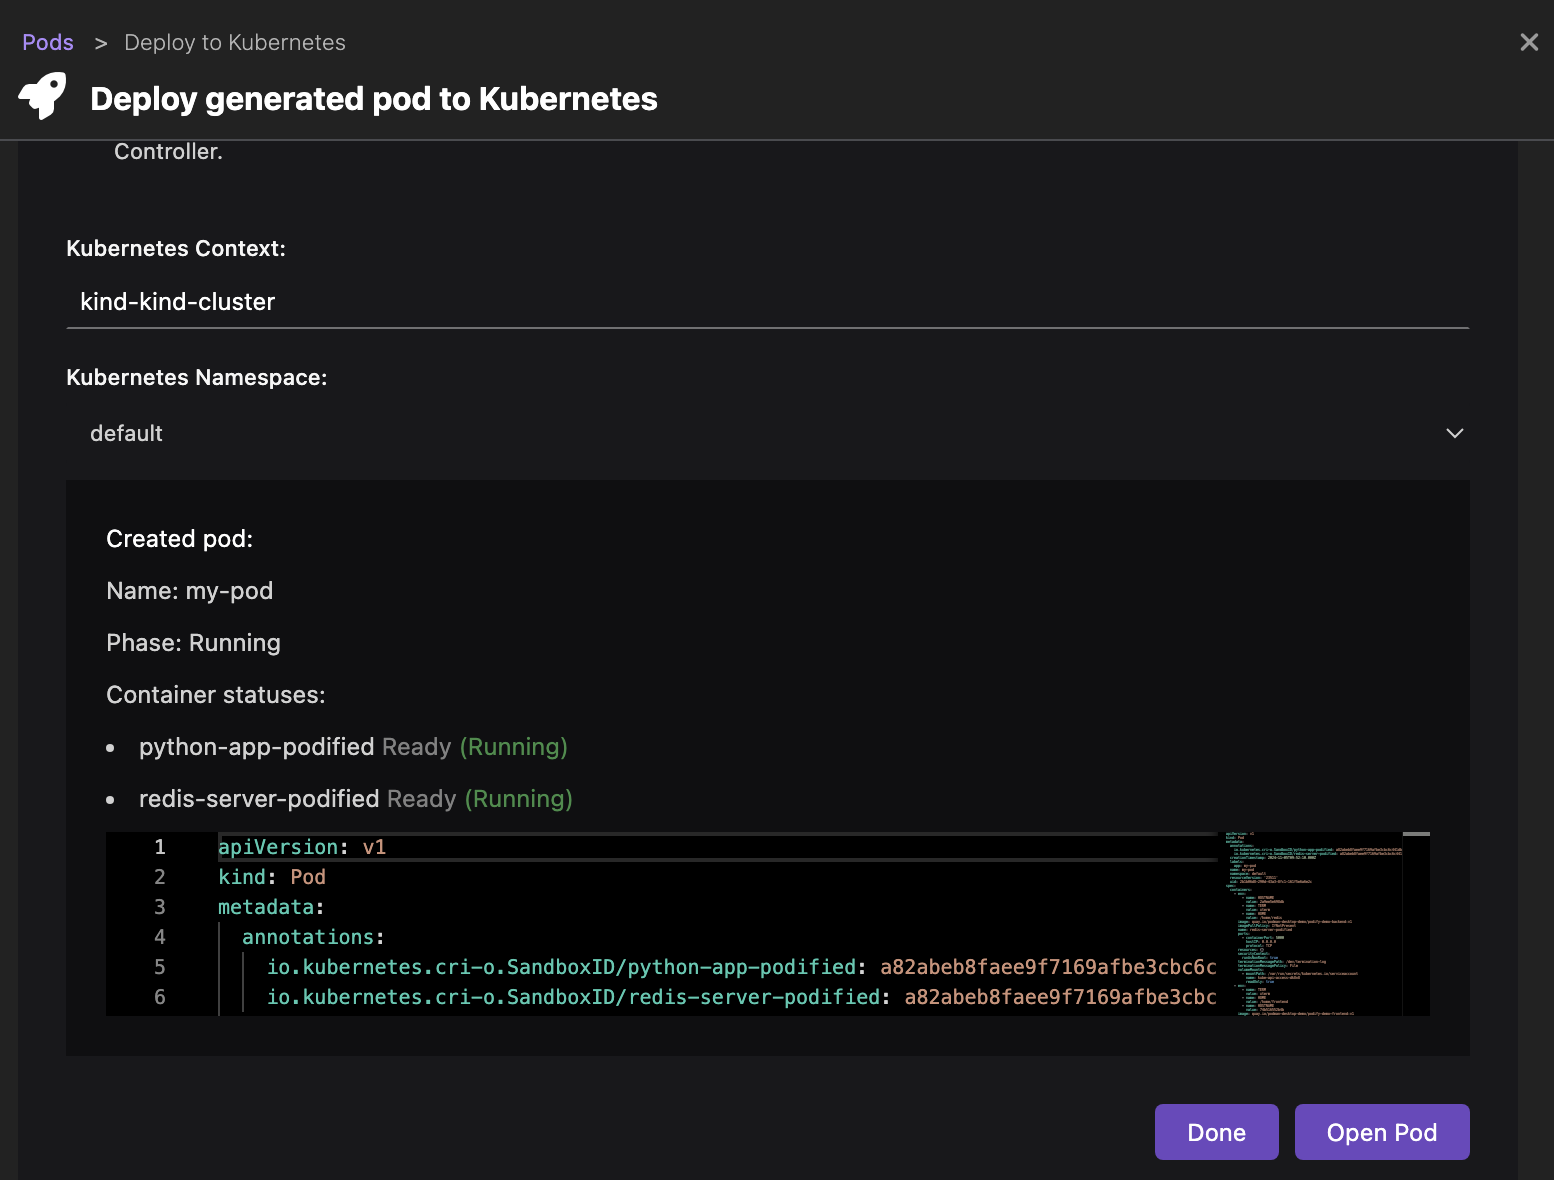 Pods > Deploy to Kubernetes
Deploy generated pod to Kubernetes
Controller.
Kubernetes Context:
kind-kind-cluster
Kubernetes Namespace:
default
Created pod:
Name: my-pod
Phase: Running
Container statuses:
• python-app-podified Ready (Running)
• redis-server-podified Ready (Running)
1 apiVersion: v1
2 kind: Pod
3 metadata:
4 annotations:
5 io.kubernetes.cri-o.SandboxID/python-app-podified: a82abeb8faee9f7169afbe3cbc6c
6 io.kubernetes.cri-o.SandboxID/redis-server-podified: a82abeb8faee9f7169afbe3cbc
Done Open Pod